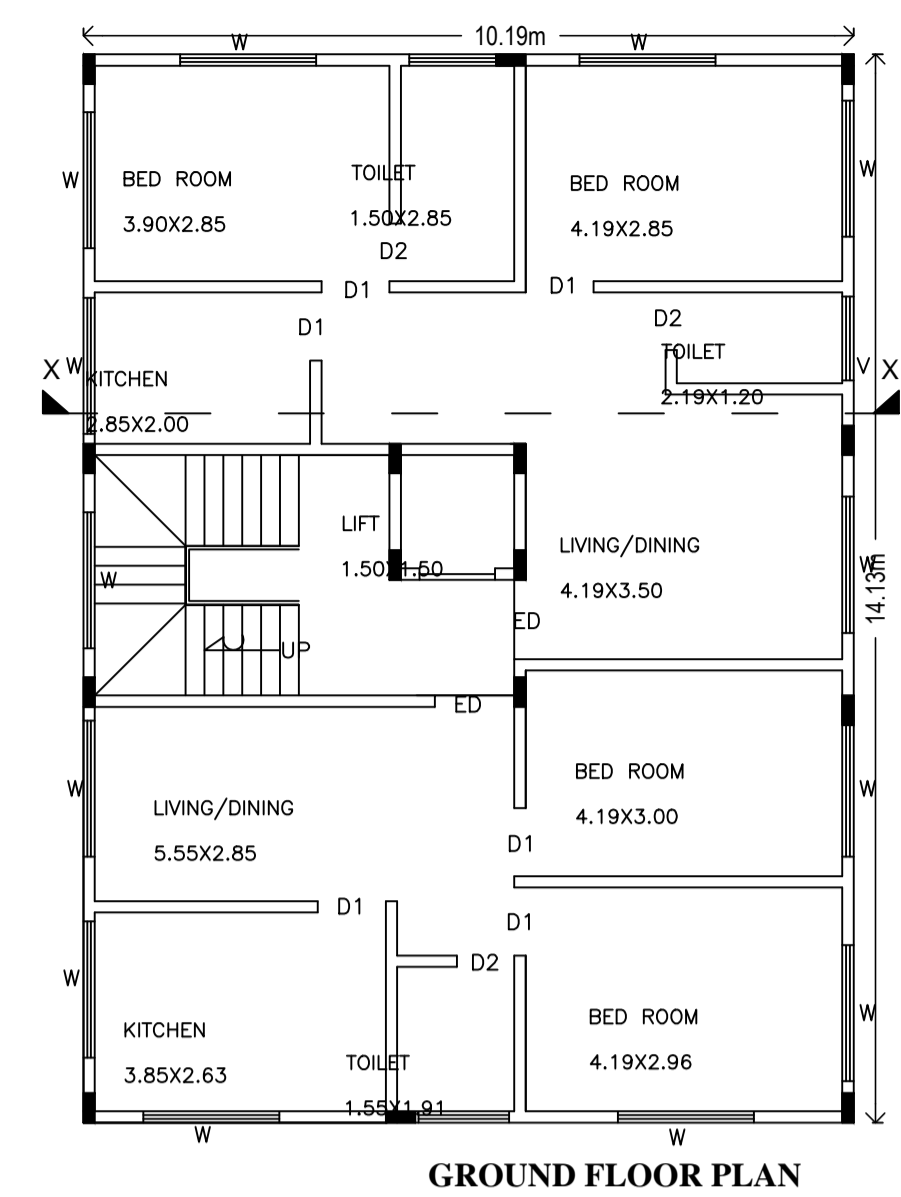 10.19m
W
W
W
BED ROOM
3.90X2.85
TOILET
1.50X2.85
BED ROOM
4.19X2.85
W
D2
D1
D1
D1
D2
X
W
KITCHEN
2.85X2.00
TOILET
2.19X1.20
V
X
LIFT
1.50X1.50
LIVING/DINING
4.19X3.50
W
14.13m
W
UP
ED
ED
W
LIVING/DINING
5.55X2.85
BED ROOM
4.19X3.00
W
D1
D1
D1
D2
W
KITCHEN
3.85X2.63
TOILET
1.55X1.91
BED ROOM
4.19X2.96
W
W
W
GROUND FLOOR PLAN